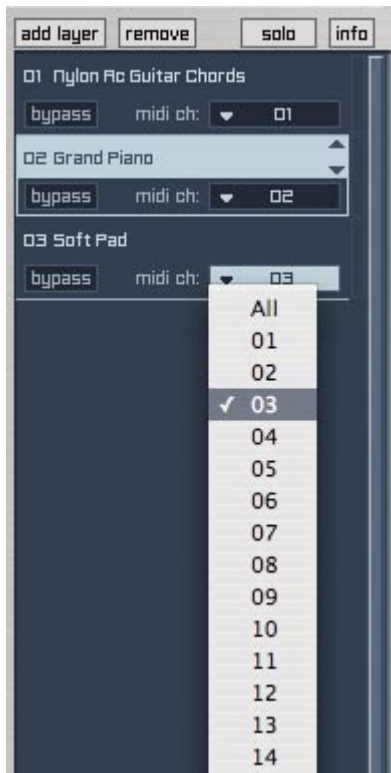 add layer remove solo info
01 Nylon Ac Guitar Chords
bypass midi ch: 01
02 Grand Piano
bypass midi ch: 02
03 Soft Pad
bypass midi ch: 03
All
01
02
✓ 03
04
05
06
07
08
09
10
11
12
13
14